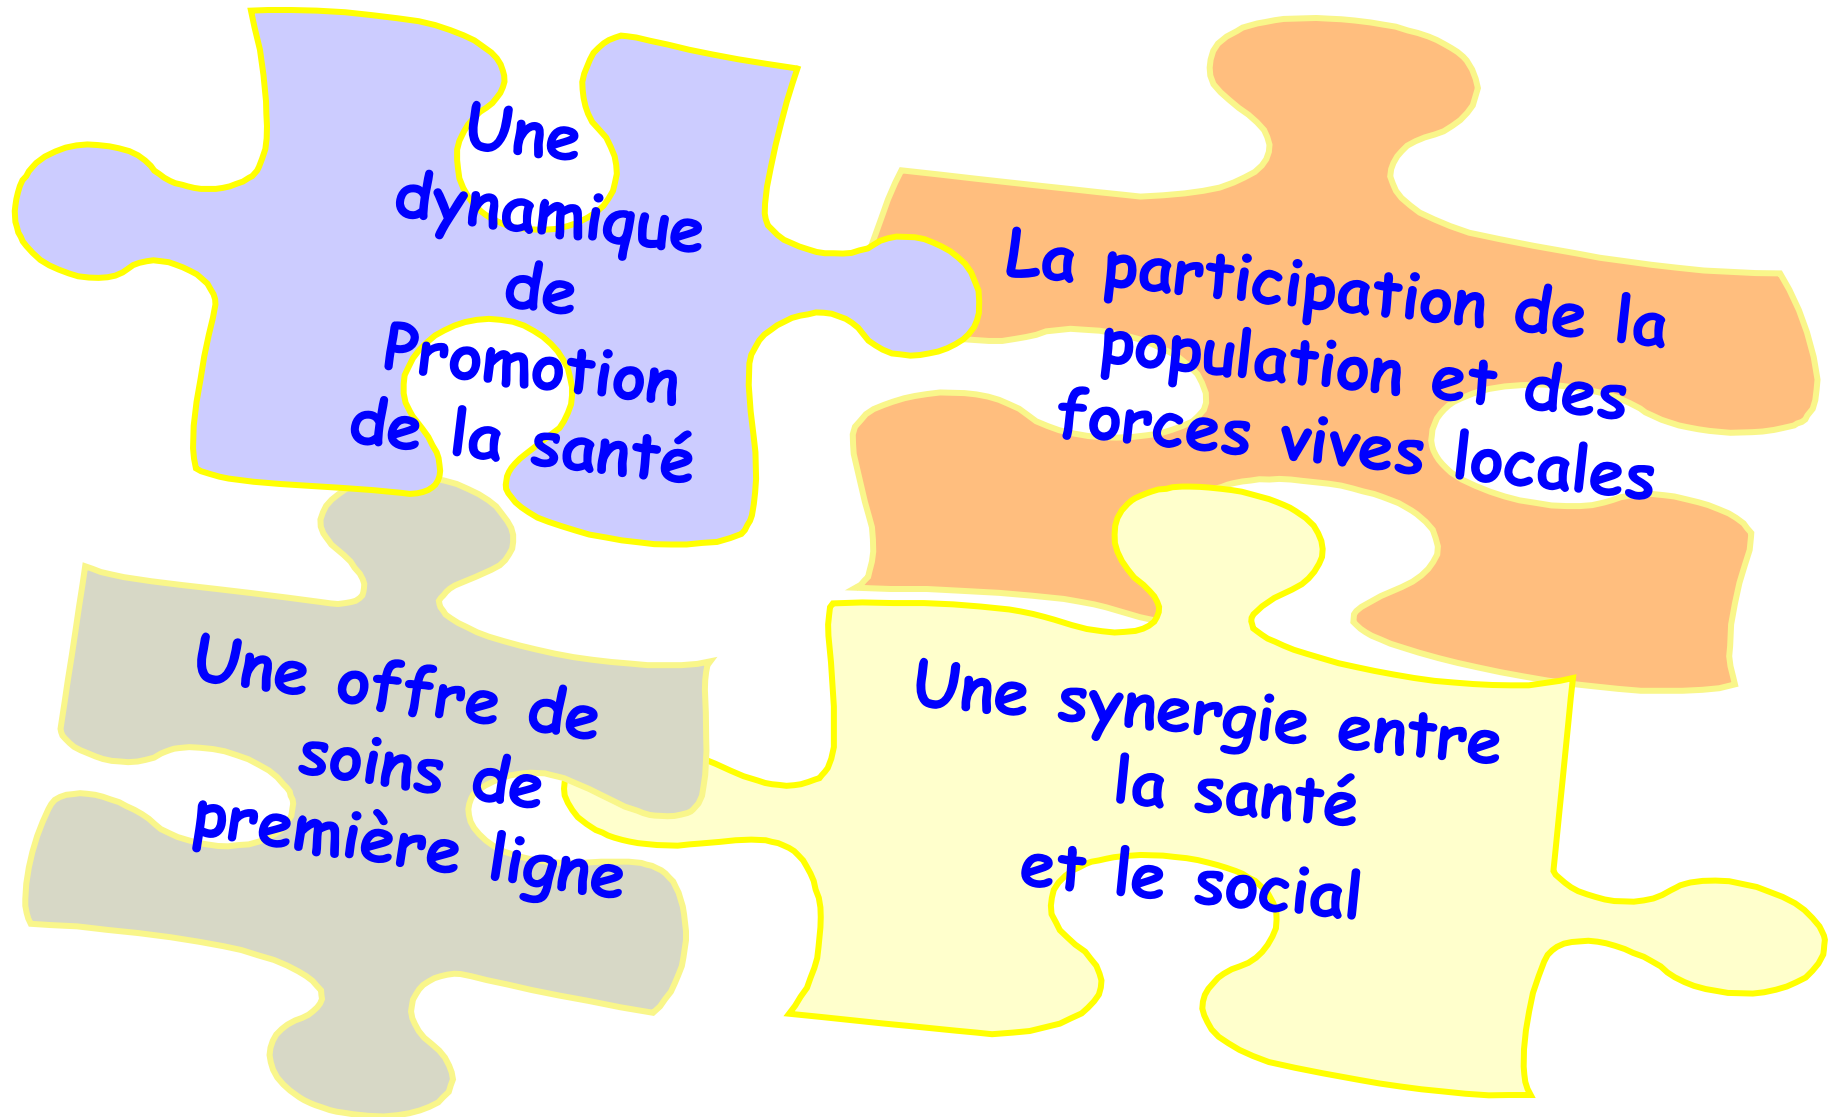 Une
dynamique
de
Promotion
de la santé
La participation de la
population et des
forces vives locales
Une offre de
soins de
première ligne
Une synergie entre
la santé
et le social